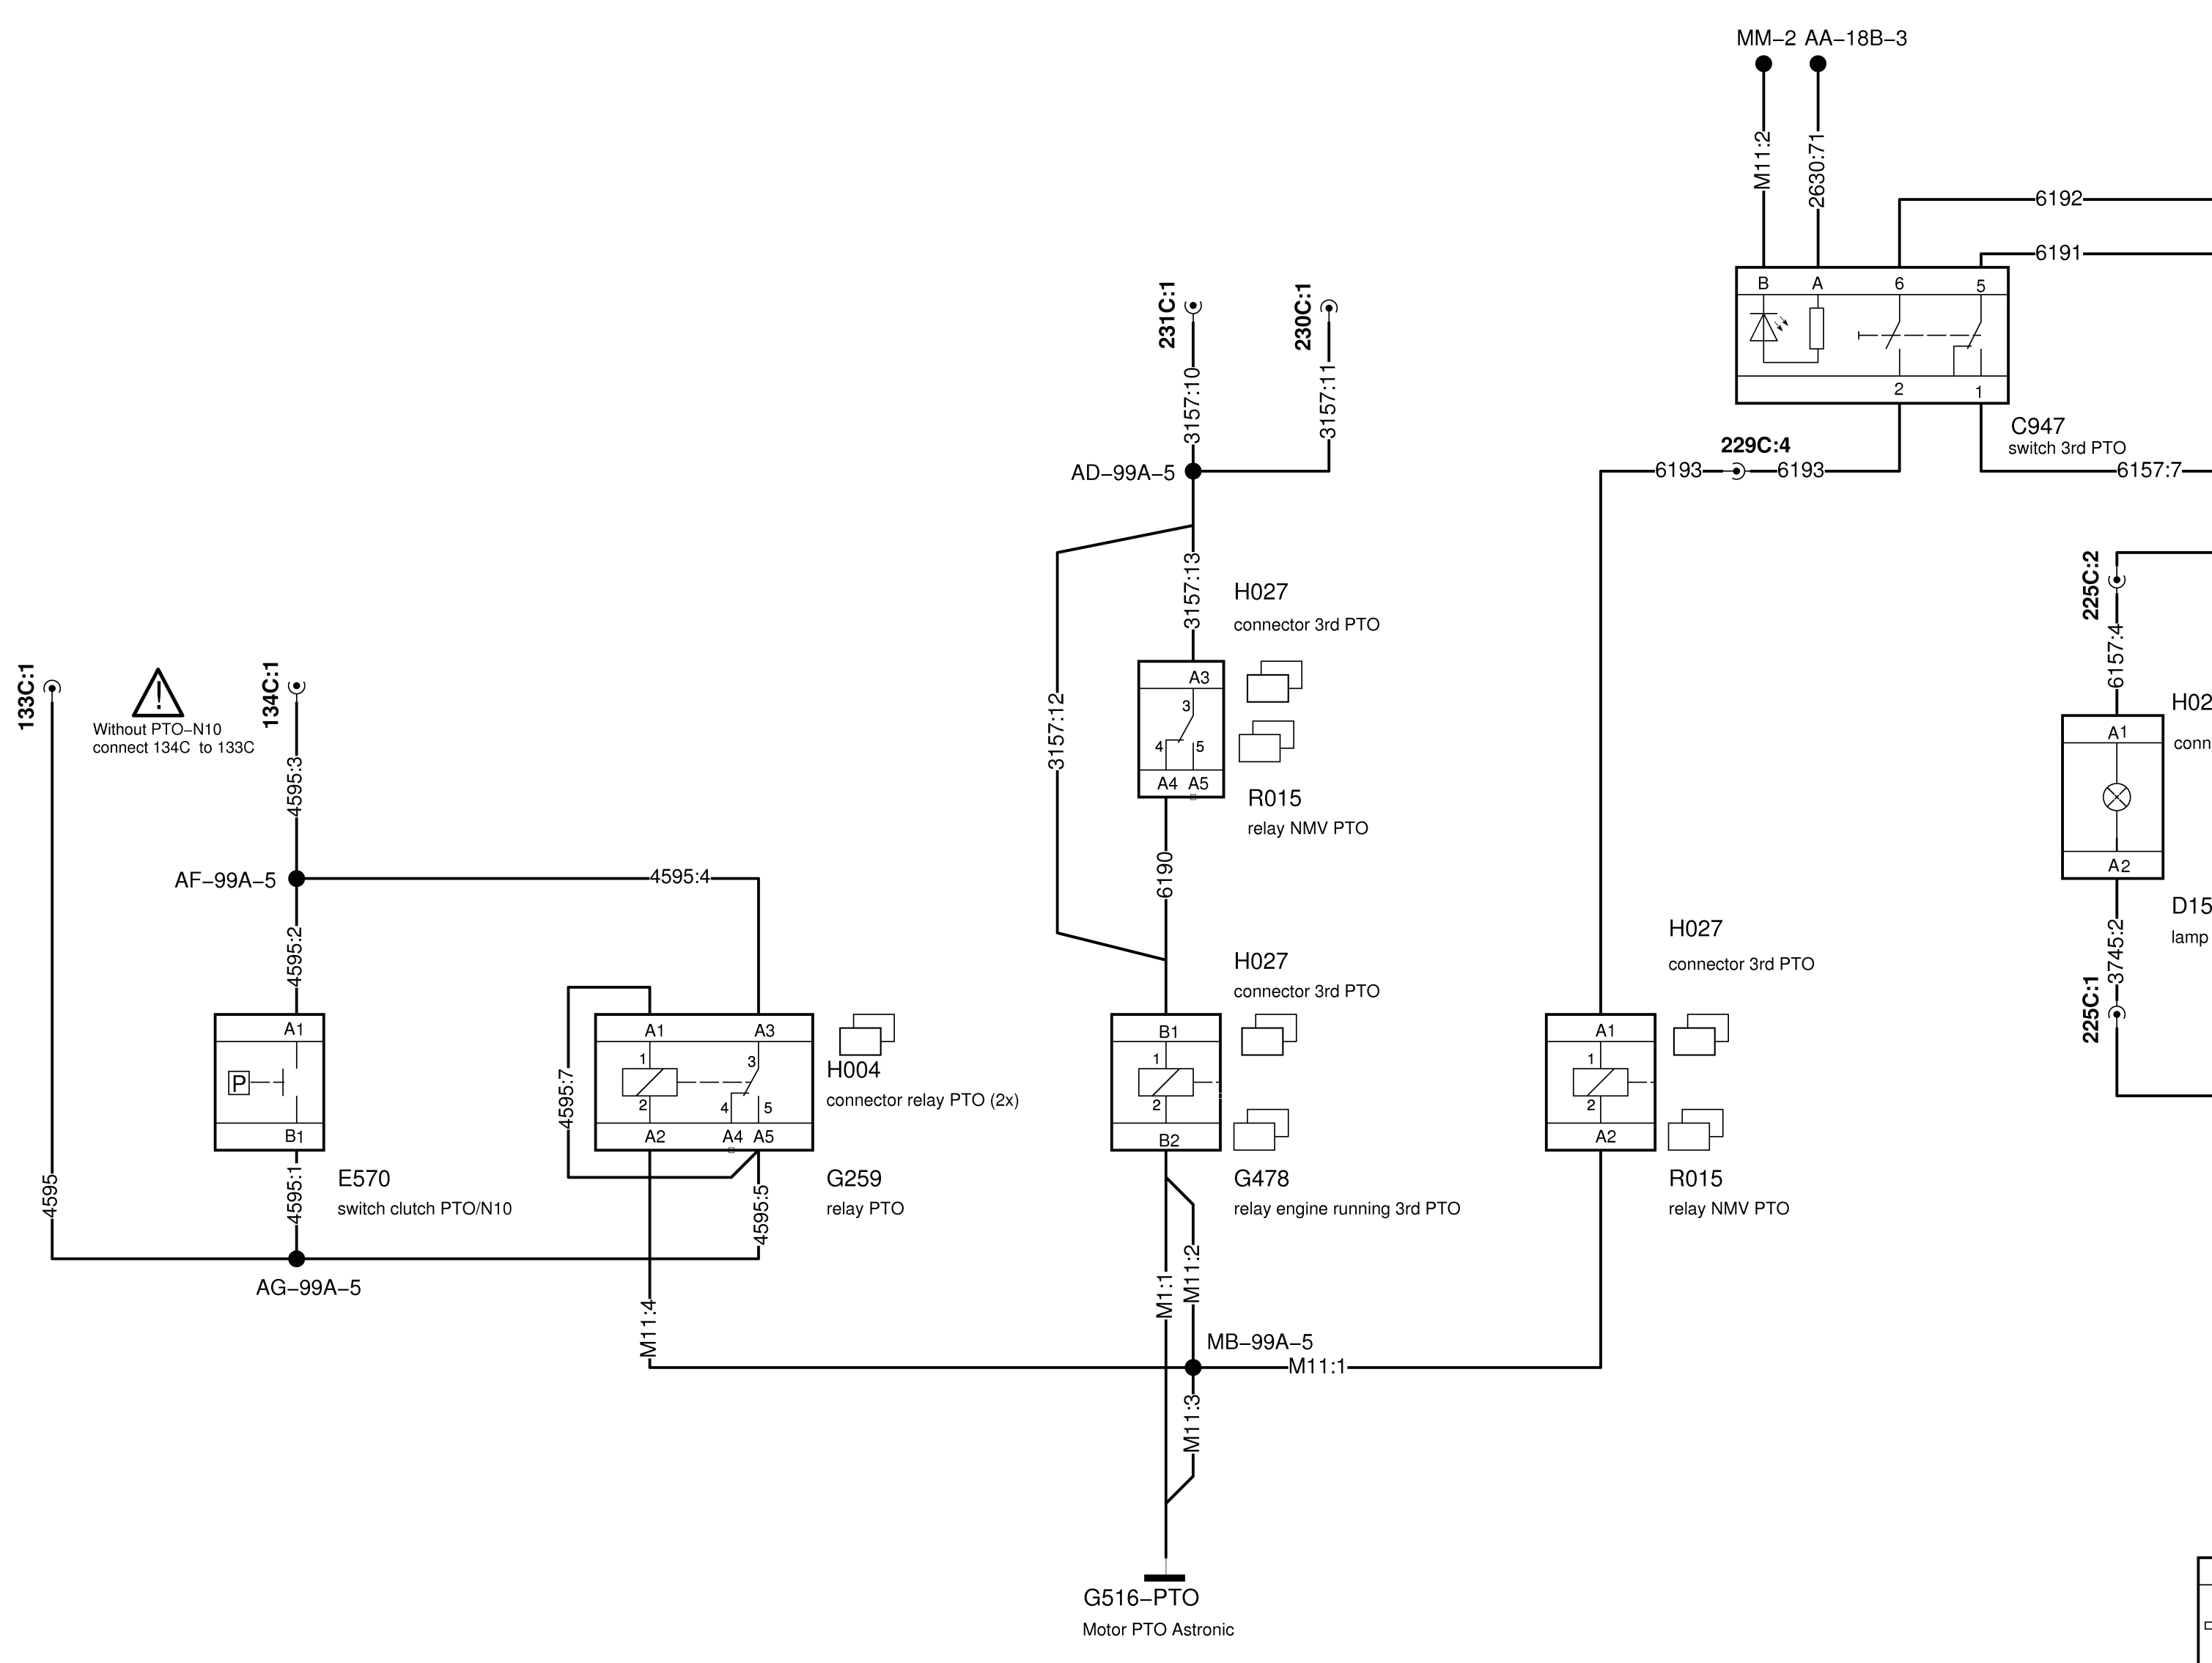 MM–2 AA–18B–3
M11:2
2630:71
6192
6191
B A 6 5
2 1
C947
switch 3rd PTO
229C:4
6193 6193
6157:7
231C:1
230C:1
3157:10
3157:11
AD–99A–5
3157:13
3157:12
H027
connector 3rd PTO
A3
3
4 5
A4 A5
R015
relay NMV PTO
6190
225C:2
6157:4
A1
A2
3745:2
225C:1
lamp
133C:1
Without PTO–N10
connect 134C to 133C
134C:1
4595:3
AF–99A–5
4595:4
4595:2
4595
A1
P
B1
4595:1
E570
switch clutch PTO/N10
AG–99A–5
4595:7
A1 A3
1 3
2 4 5
A2 A4 A5
4595:5
H004
connector relay PTO (2x)
G259
relay PTO
M11:4
H027
connector 3rd PTO
B1
1
2
B2
G478
relay engine running 3rd PTO
M1:1
M11:2
MB–99A–5
M11:1
M11:3
H027
connector 3rd PTO
A1
1
2
A2
R015
relay NMV PTO
G516–PTO
Motor PTO Astronic